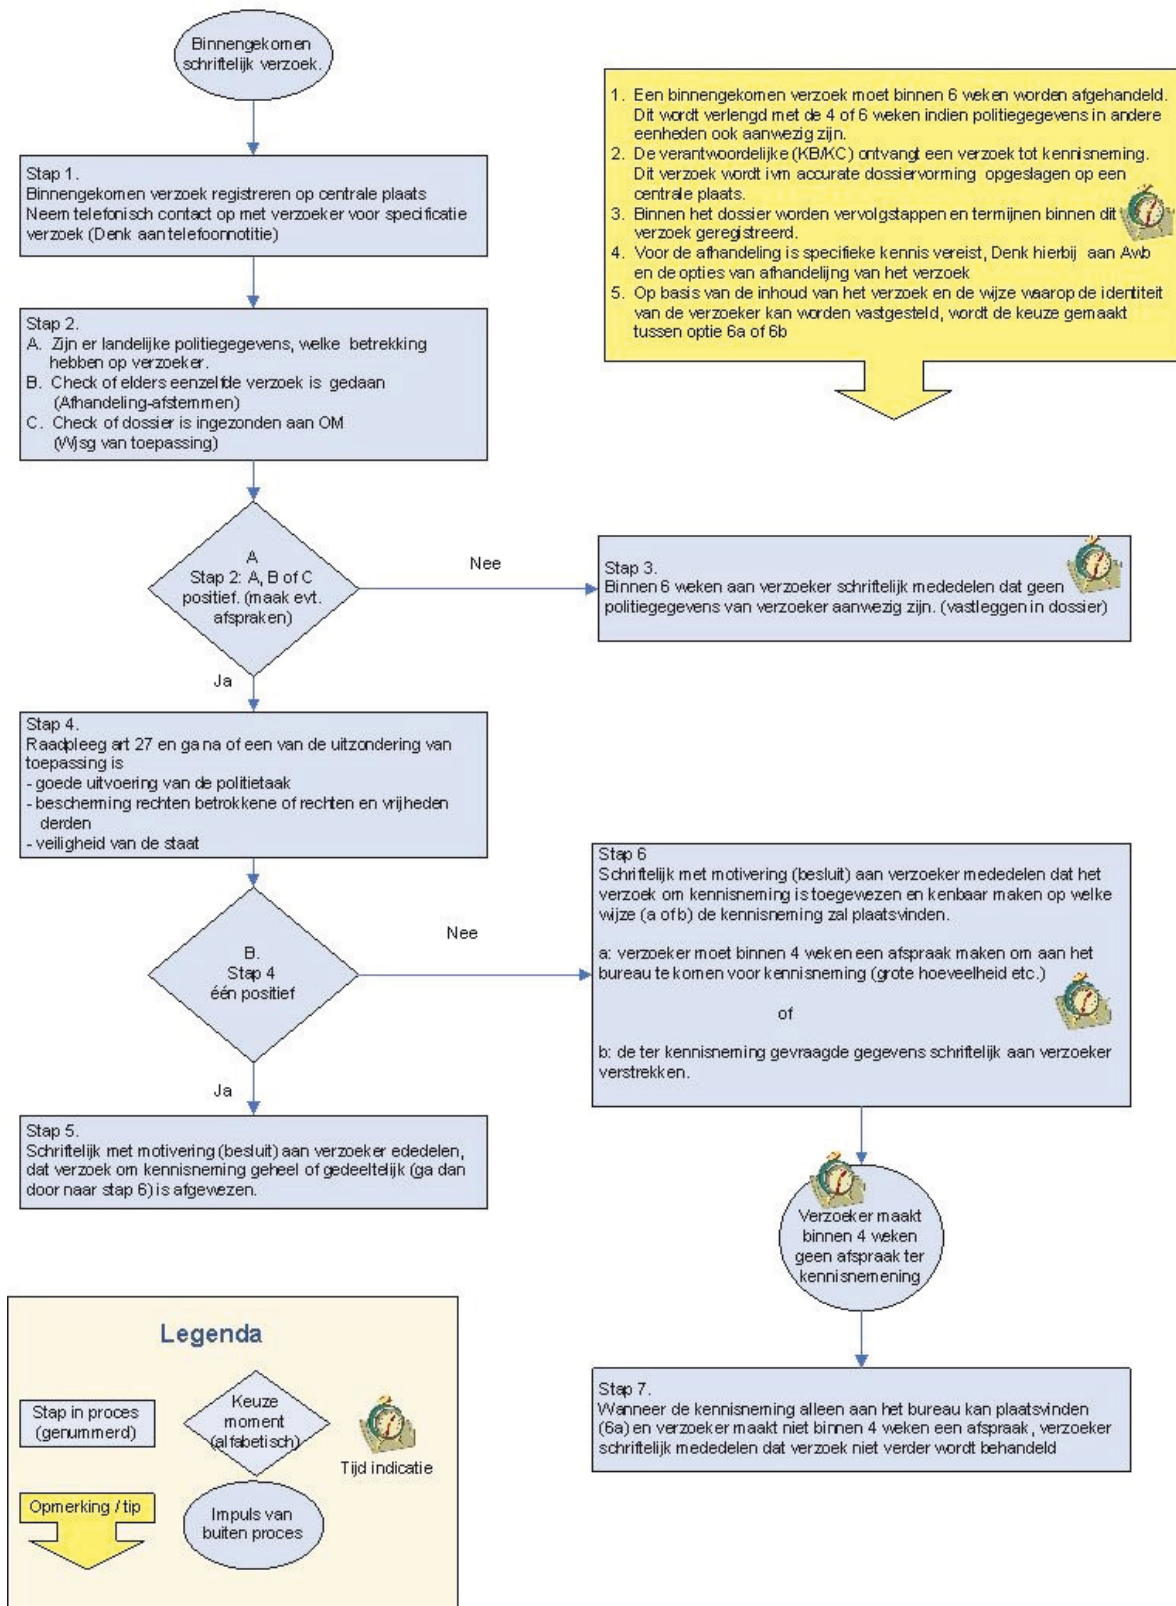 Binnengekomen
schriftelijk verzoek.
1. Een binnengekomen verzoek moet binnen 6 weken worden afgehandeld.
Dit wordt verlengd met de 4 of 6 weken indien politiegegevens in andere
eenheden ook aanwezig zijn.
2. De verantwoordelijke (KB/KC) ontvangt een verzoek tot kennisneming.
Dit verzoek wordt ivm accurate dossiervorming opgeslagen op een
centrale plaats.
3. Binnen het dossier worden vervolgstappen en termijnen binnen dit
verzoek geregistreerd.
4. Voor de afhandeling is specifieke kennis vereist, Denk hierbij aan Awb
en de opties van afhandelijng van het verzoek
5. Op basis van de inhoud van het verzoek en de wijze waarop de identiteit
van de verzoeker kan worden vastgesteld, wordt de keuze gemaakt
tussen optie 6a of 6b
Stap 1.
Binnengekomen verzoek registreren op centrale plaats
Neem telefonisch contact op met verzoeker voor specificatie
verzoek (Denk aan telefoonnotitie)
Stap 2.
A. Zijn er landelijke politiegegevens, welke betrekking
hebben op verzoeker.
B. Check of elders eenzelfde verzoek is gedaan
(Afhandeling-afstemmen)
C. Check of dossier is ingezonden aan OM
(Wjsg van toepassing)
A
Stap 2: A, B of C
positief. (maak evt.
afspraken)
Nee
Stap 3.
Binnen 6 weken aan verzoeker schriftelijk mededelen dat geen
politiegegevens van verzoeker aanwezig zijn. (vastleggen in dossier)
Ja
Stap 4.
Raadpleeg art 27 en ga na of een van de uitzondering van
toepassing is
- goede uitvoering van de politietaak
- bescherming rechten betrokkene of rechten en vrijheden
derden
- veiligheid van de staat
B.
Stap 4
één positief
Nee
Stap 6
Schriftelijk met motivering (besluit) aan verzoeker mededelen dat het
verzoek om kennisneming is toegewezen en kenbaar maken op welke
wijze (a of b) de kennisneming zal plaatsvinden.
a: verzoeker moet binnen 4 weken een afspraak maken om aan het
bureau te komen voor kennisneming (grote hoeveelheid etc.)
of
b: de ter kennisneming gevraagde gegevens schriftelijk aan verzoeker
verstrekken.
Ja
Stap 5.
Schriftelijk met motivering (besluit) aan verzoeker ededelen,
dat verzoek om kennisneming geheel of gedeeltelijk (ga dan
door naar stap 6) is afgewezen.
Verzoeker maakt
binnen 4 weken
geen afspraak ter
kennisnemening
Stap 7.
Wanneer de kennisneming alleen aan het bureau kan plaatsvinden
(6a) en verzoeker maakt niet binnen 4 weken een afspraak, verzoeker
schriftelijk mededelen dat verzoek niet verder wordt behandeld
Legenda
Stap in proces
(genummerd)
Keuze
moment
(alfabetisch)
Tijd indicatie
Opmerking / tip
Impuls van
buiten proces